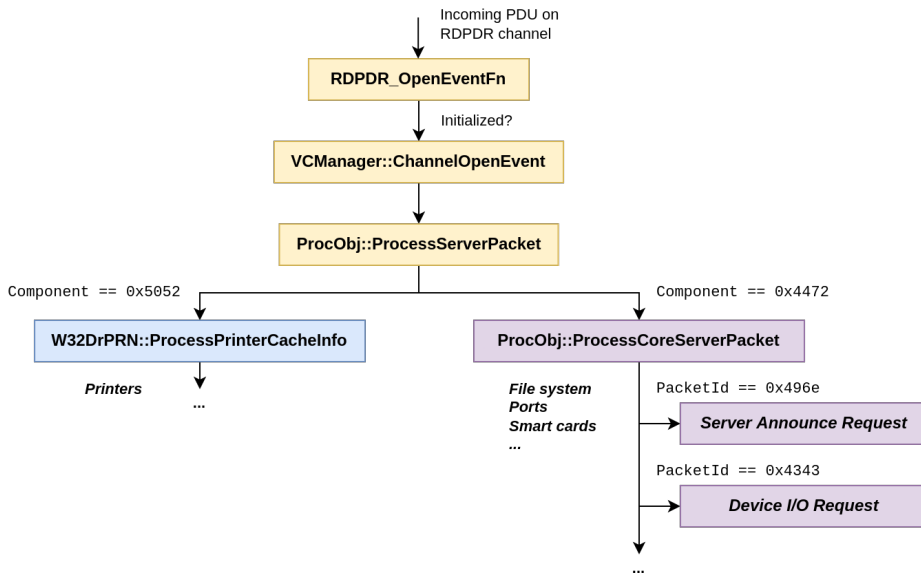 Incoming PDU on
RDPDR channel
RDPDR_OpenEventFn
Initialized?
VCManager::ChannelOpenEvent
ProcObj::ProcessServerPacket
Component == 0x5052
Component == 0x4472
W32DrPRN::ProcessPrinterCacheInfo
ProcObj::ProcessCoreServerPacket
Printers
...
File system
Ports
Smart cards
...
PacketId == 0x496e
Server Announce Request
PacketId == 0x4343
Device I/O Request
...